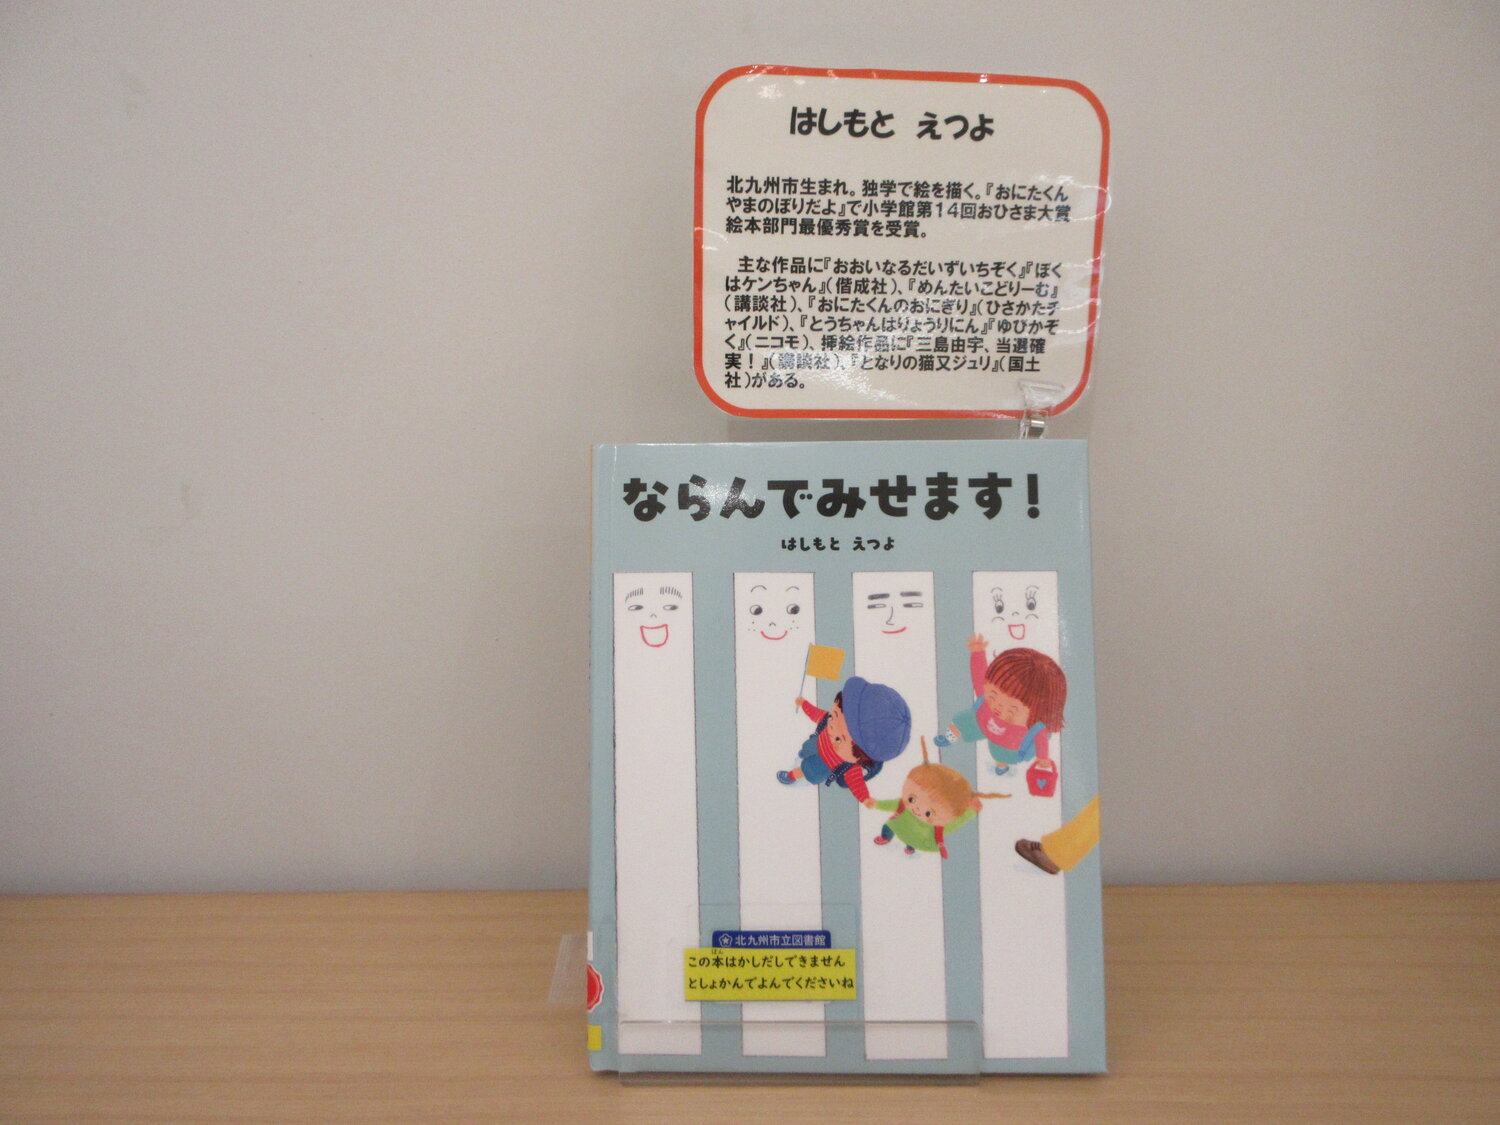 はしもと　えつよ
北九州市生まれ。独学で絵を描く。『おにたくん
やまのぼりだよ』で小学館第14回おひさま大賞
絵本部門最優秀賞を受賞。
主な作品に『おおいなるだいずいちぞく』『ぼく
はケンちゃん』（偕成社）、『めんたいこどりーむ』
（講談社）、『おにたくんのおにぎり』（ひさかたチ
ャイルド）、『とうちゃんはりょうりにん』『ゆびかぞ
く』（ニコモ）、挿絵作品に『三島由宇、当選確
実！』（講談社）、『となりの猫又ジュリ』（国土
社）がある。
ならんでみせます！
はしもと　えつよ
北九州市立図書館
ほん
この本はかしだしできません
としょかんでよんでくださいね